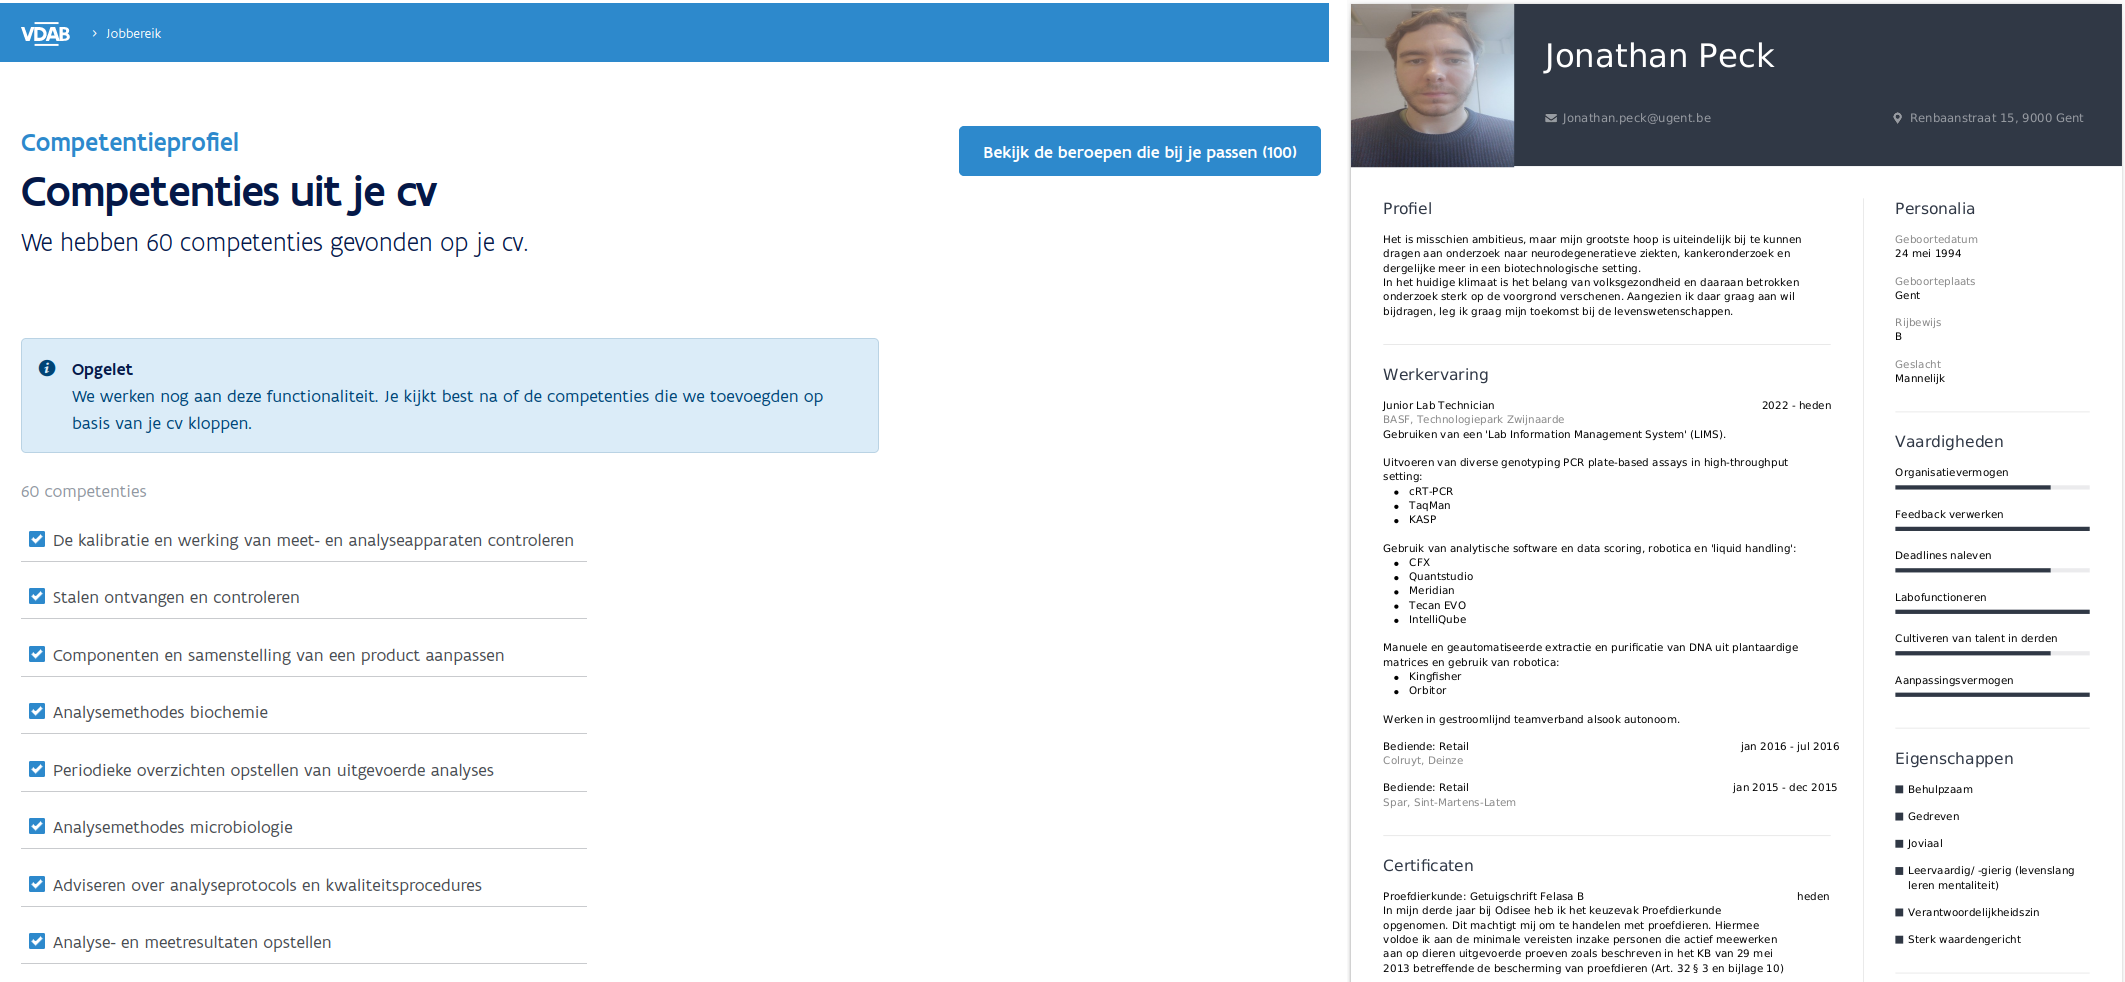 VDAB › Jobbereik
Competentieprofiel
Bekijk de beroepen die bij je passen (100)
Competenties uit je cv
We hebben 60 competenties gevonden op je cv.
Opgelet
We werken nog aan deze functionaliteit. Je kijkt best na of de competenties die we toevoegden op
basis van je cv kloppen.
60 competenties
De kalibratie en werking van meet- en analyseapparaten controleren
Stalen ontvangen en controleren
Componenten en samenstelling van een product aanpassen
Analysemethodes biochemie
Periodieke overzichten opstellen van uitgevoerde analyses
Analysemethodes microbiologie
Adviseren over analyseprotocols en kwaliteitsprocedures
Analyse- en meetresultaten opstellen
Jonathan Peck
Jonathan.peck@ugent.be
Renbaanstraat 15, 9000 Gent
Profiel
Het is misschien ambitieus, maar mijn grootste hoop is uiteindelijk bij te kunnen
dragen aan onderzoek naar neurodegeneratieve ziekten, kankeronderzoek en
dergelijke meer in een biotechnologische setting.
In het huidige klimaat is het belang van volksgezondheid en daaraan betrokken
onderzoek sterk op de voorgrond verschenen. Aangezien ik daar graag aan wil
bijdragen, leg ik graag mijn toekomst bij de levenswetenschappen.
Werkervaring
Junior Lab Technician 2022 - heden
BASF, Technologiepark Zwijnaarde
Gebruiken van een 'Lab Information Management System' (LIMS).
Uitvoeren van diverse genotyping PCR plate-based assays in high-throughput
setting:
• cRT-PCR
• TaqMan
• KASP
Gebruik van analytische software en data scoring, robotica en 'liquid handling':
• CFX
• Quantstudio
• Meridian
• Tecan EVO
• IntelliQube
Manuele en geautomatiseerde extractie en purificatie van DNA uit plantaardige
matrices en gebruik van robotica:
• Kingfisher
• Orbitor
Werken in gestroomlijnd teamverband alsook autonoom.
Bediende: Retail jan 2016 - jul 2016
Colruyt, Deinze
Bediende: Retail jan 2015 - dec 2015
Spar, Sint-Martens-Latem
Certificaten
Proefdierkunde: Getuigschrift Felasa B heden
In mijn derde jaar bij Odisee heb ik het keuzevak Proefdierkunde
opgenomen. Dit machtigt mij om te handelen met proefdieren. Hiermee
voldoe ik aan de minimale vereisten inzake personen die actief meewerken
aan op dieren uitgevoerde proeven zoals beschreven in het KB van 29 mei
2013 betreffende de bescherming van proefdieren (Art. 32 § 3 en bijlage 10)
Personalia
Geboortedatum
24 mei 1994
Geboorteplaats
Gent
Rijbewijs
B
Geslacht
Mannelijk
Vaardigheden
Organisatievermogen
Feedback verwerken
Deadlines naleven
Labofunctioneren
Cultiveren van talent in derden
Aanpassingsvermogen
Eigenschappen
Behulpzaam
Gedreven
Joviaal
Leervaardig/ -gierig (levenslang
leren mentaliteit)
Verantwoordelijkheidszin
Sterk waardengericht